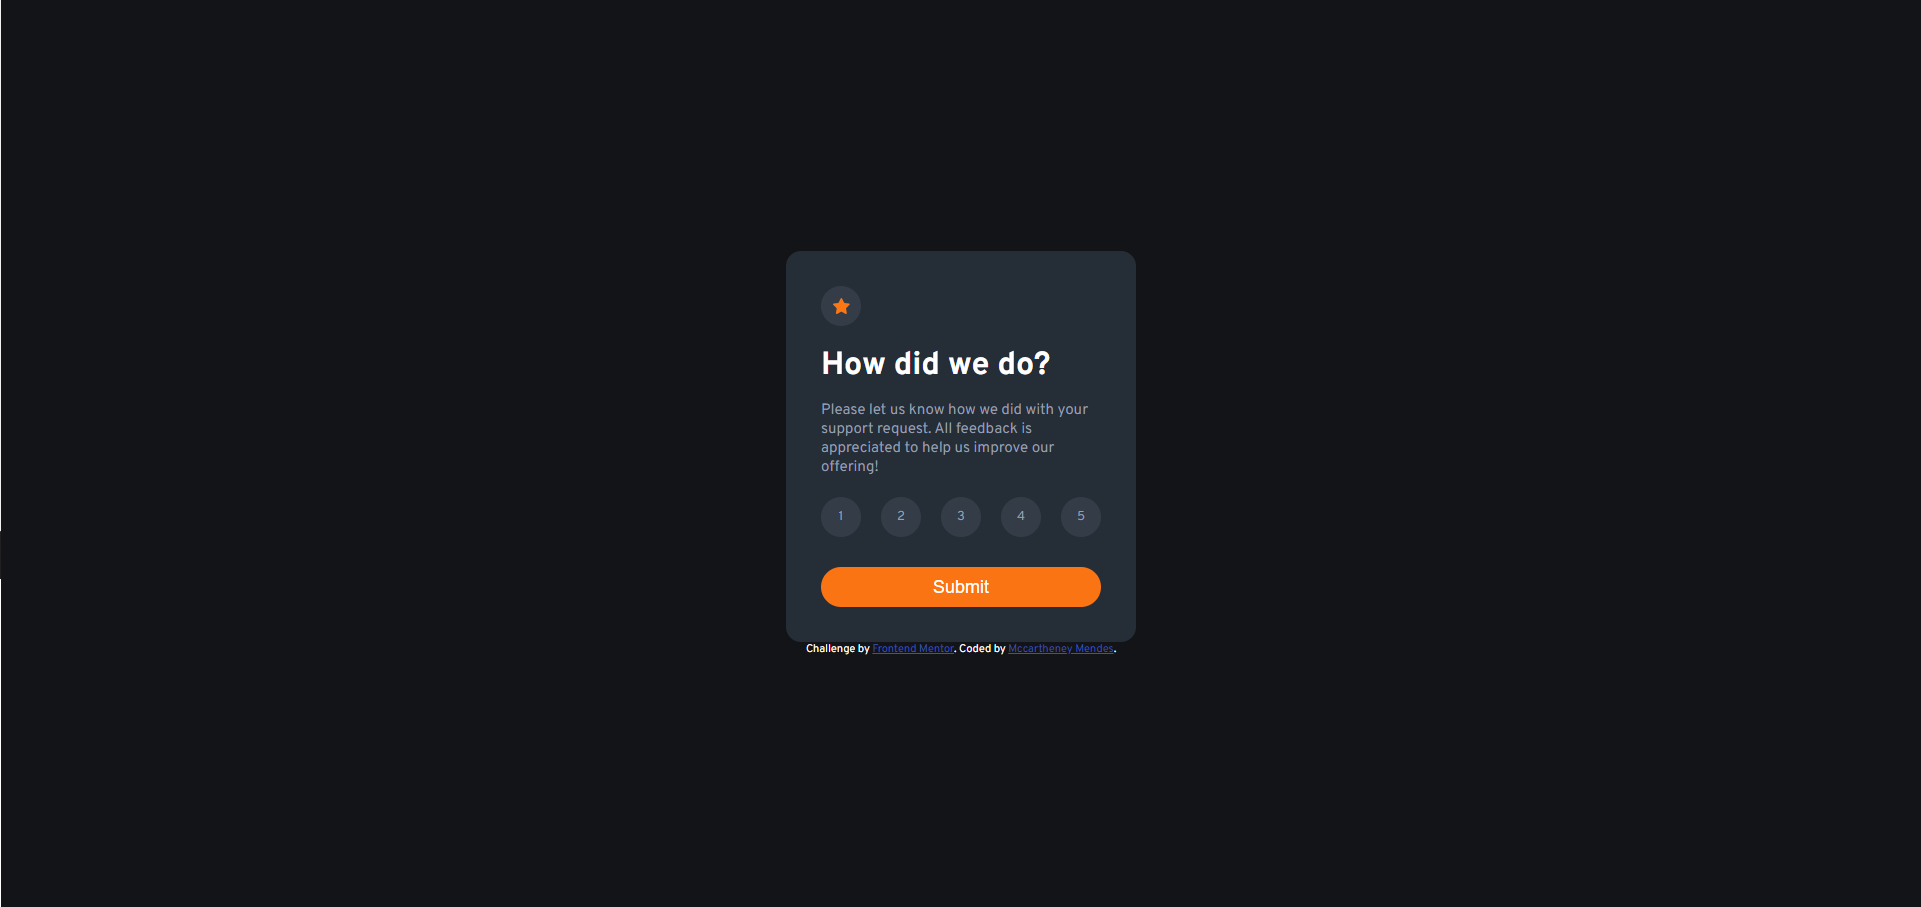 How did we do?
Please let us know how we did with your
support request. All feedback is
appreciated to help us improve our
offering!
1 2 3 4 5
Submit
Challenge by Frontend Mentor. Coded by Mccartheney Mendes.